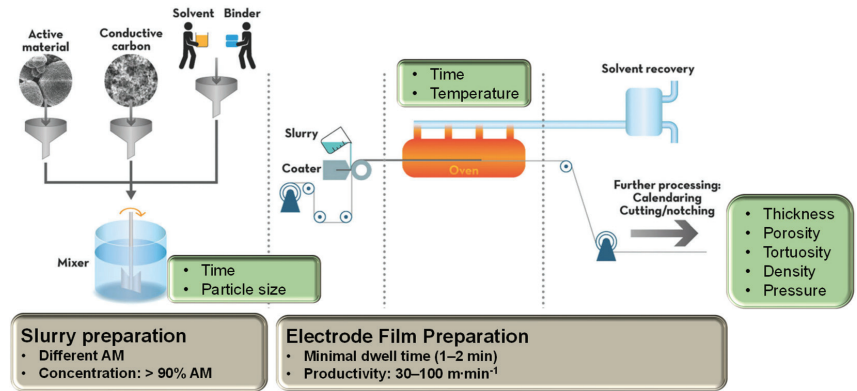 Solvent
Binder
Active
material
Conductive
carbon
Slurry
Coater
Mixer
• Time
• Particle size
• Time
• Temperature
Oven
Solvent recovery
Further processing:
Calendaring
Cutting/notching
• Thickness
• Porosity
• Tortuosity
• Density
• Pressure
Slurry preparation
• Different AM
• Concentration: > 90% AM
Electrode Film Preparation
• Minimal dwell time (1–2 min)
• Productivity: 30–100 m·min⁻¹